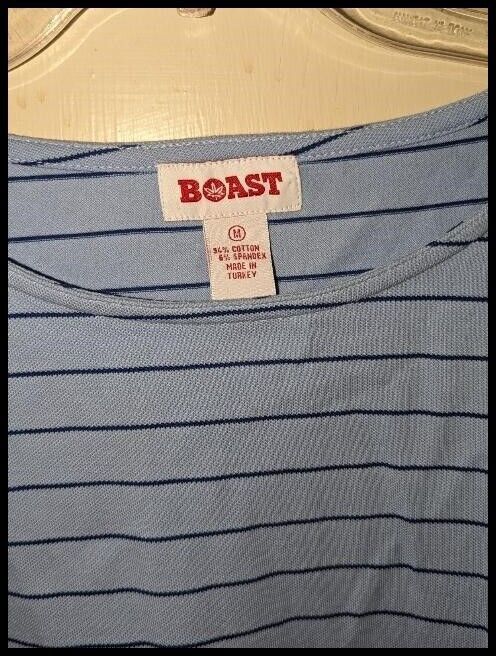 BOAST
M
94% COTTON
6% SPANDEX
MADE IN
TURKEY